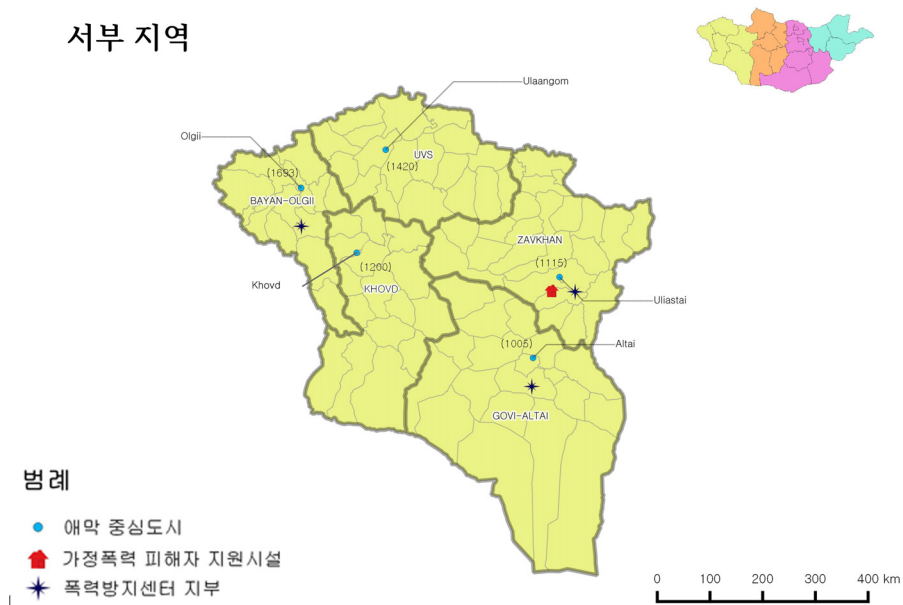 서부 지역
Ulaangom
Olgii
UVS
(1420)
(1693)
BAYAN-OLGII
ZAVKHAN
(1115)
(1200)
Khovd
KHOVD
Uliastai
(1005)
Altai
GOVI-ALTAI
범례
애막 중심도시
가정폭력 피해자 지원시설
폭력방지센터 지부
0 100 200 300 400 km